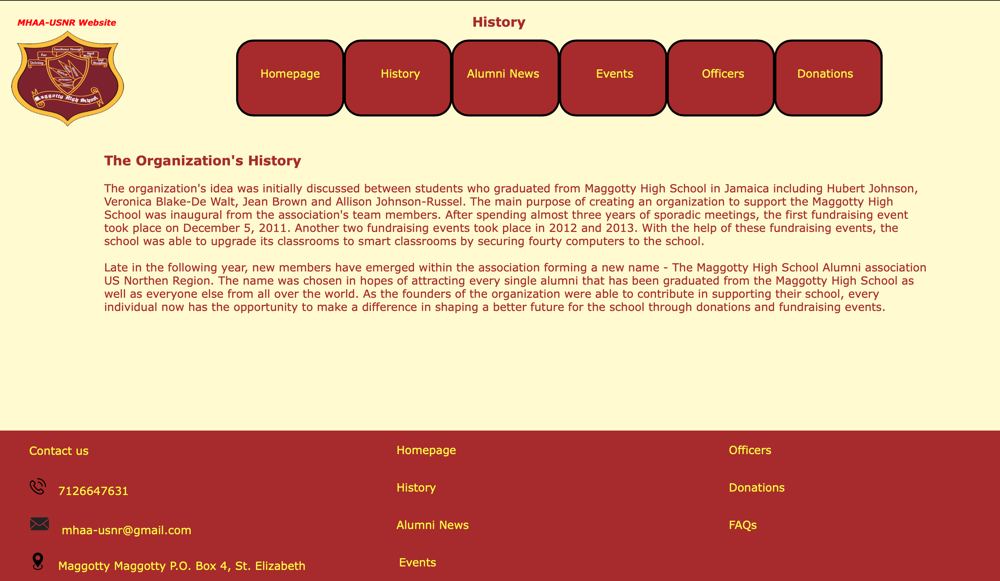 MHAA-USNR Website
History
Excellence Through
For
Hard
Work,
Striving
and
Discipline
PRAYER
INDUSTRY
RESOLVE
INTEGRITY
HONESTY
Maggotty High School
Homepage
History
Alumni News
Events
Officers
Donations
The Organization's History
The organization's idea was initially discussed between students who graduated from Maggotty High School in Jamaica including Hubert Johnson,
Veronica Blake-De Walt, Jean Brown and Allison Johnson-Russel. The main purpose of creating an organization to support the Maggotty High
School was inaugural from the association's team members. After spending almost three years of sporadic meetings, the first fundraising event
took place on December 5, 2011. Another two fundraising events took place in 2012 and 2013. With the help of these fundraising events, the
school was able to upgrade its classrooms to smart classrooms by securing fourty computers to the school.
Late in the following year, new members have emerged within the association forming a new name - The Maggotty High School Alumni association
US Northen Region. The name was chosen in hopes of attracting every single alumni that has been graduated from the Maggotty High School as
well as everyone else from all over the world. As the founders of the organization were able to contribute in supporting their school, every
individual now has the opportunity to make a difference in shaping a better future for the school through donations and fundraising events.
Contact us
7126647631
mhaa-usnr@gmail.com
Maggotty Maggotty P.O. Box 4, St. Elizabeth
Homepage
History
Alumni News
Events
Officers
Donations
FAQs